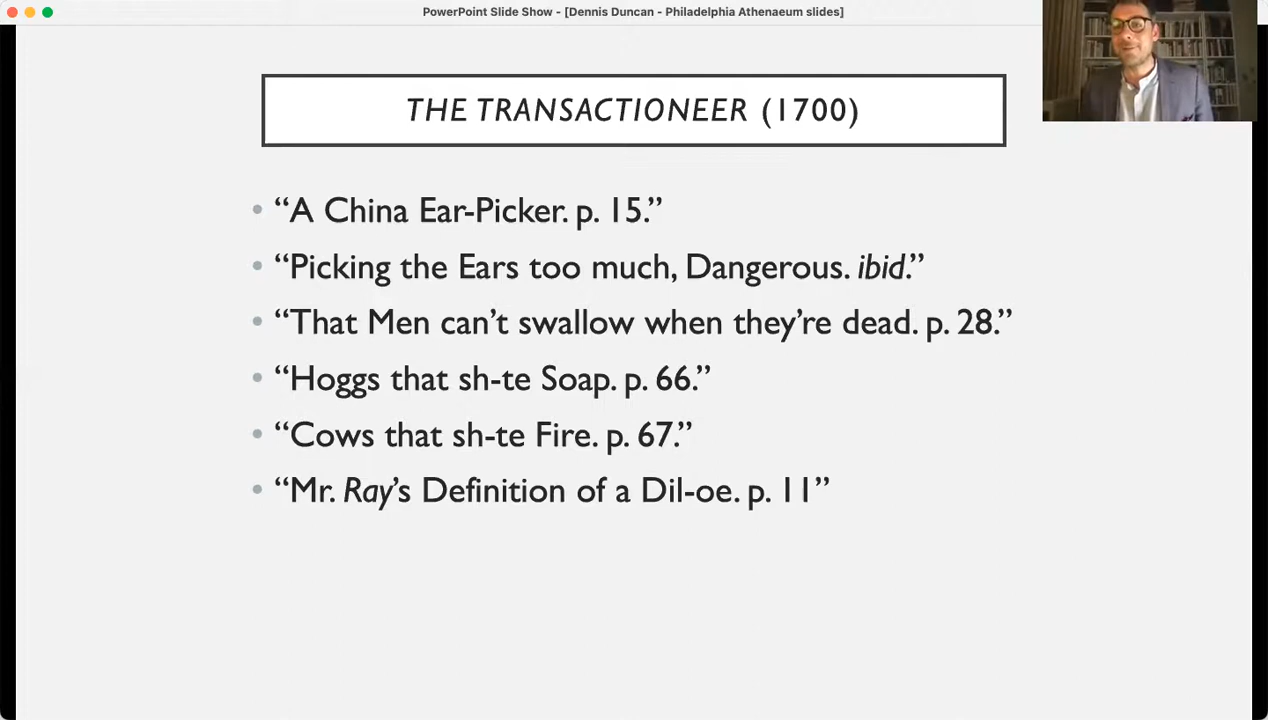 PowerPoint Slide Show - [Dennis Duncan - Philadelphia Athenaeum slides]
THE TRANSACTIONEER (1700)
• “A China Ear-Picker. p. 15.”
• “Picking the Ears too much, Dangerous. ibid.”
• “That Men can’t swallow when they’re dead. p. 28.”
• “Hoggs that sh-te Soap. p. 66.”
• “Cows that sh-te Fire. p. 67.”
• “Mr. Ray’s Definition of a Dil-oe. p. 11”